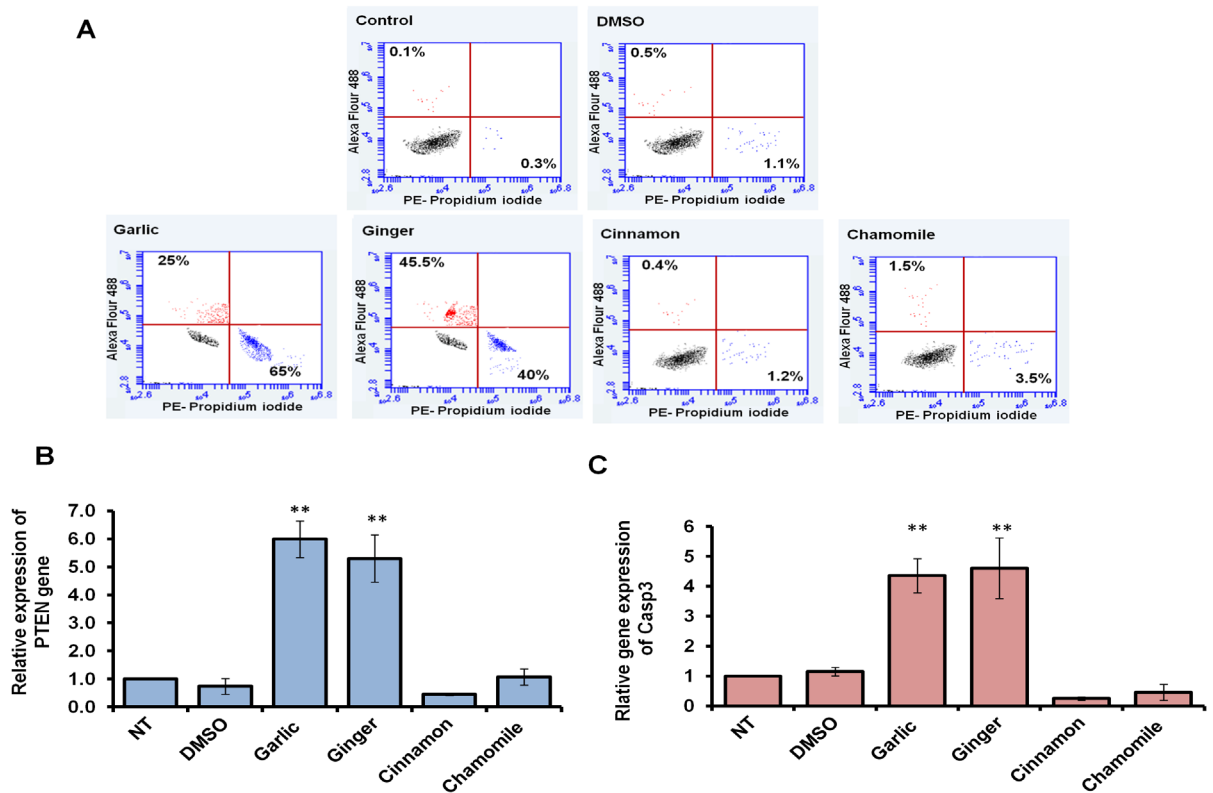 A
Control
0.1%
0.3%
Alexa Flour 488
PE- Propidium iodide
DMSO
0.5%
1.1%
Alexa Flour 488
PE- Propidium iodide
Garlic
25%
65%
Alexa Flour 488
PE- Propidium iodide
Ginger
45.5%
40%
Alexa Flour 488
PE- Propidium iodide
Cinnamon
0.4%
1.2%
Alexa Flour 488
PE- Propidium iodide
Chamomile
1.5%
3.5%
Alexa Flour 488
PE- Propidium iodide
B
Relative expression of
PTEN gene
7.0
6.0
5.0
4.0
3.0
2.0
1.0
0.0
**
**
NT
DMSO
Garlic
Ginger
Cinnamon
Chamomile
C
Rlative gene expression
of Casp3
6
5
4
3
2
1
0
**
**
NT
DMSO
Garlic
Ginger
Cinnamon
Chamomile